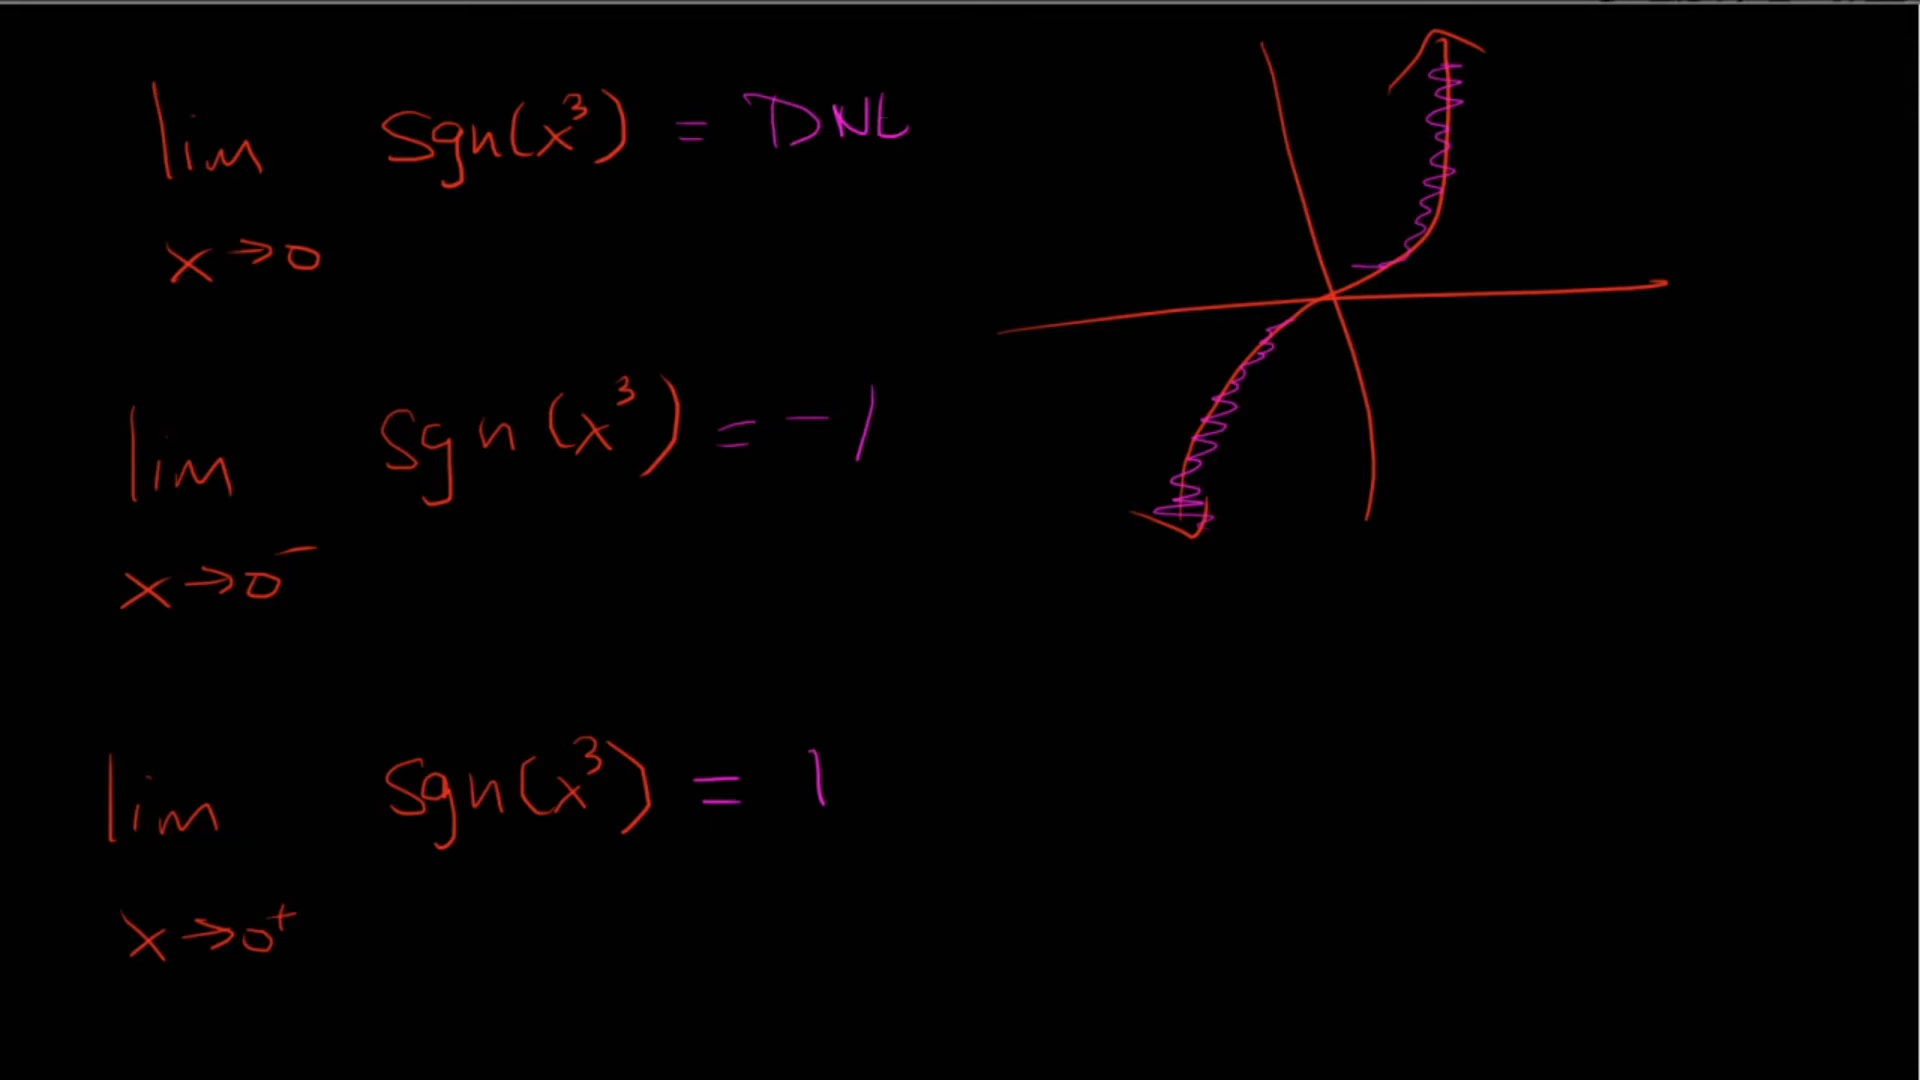 lim sgn(x³) = DNE
x→0
lim sgn(x³) = -1
x→0⁻
lim sgn(x³) = 1
x→0⁺